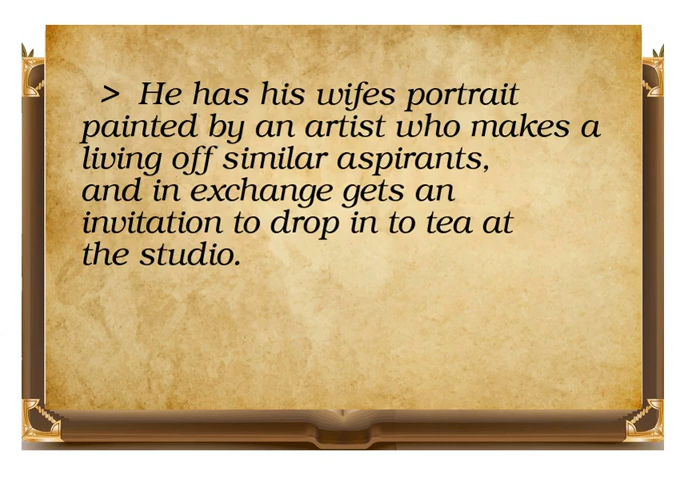 > He has his wifes portrait
painted by an artist who makes a
living off similar aspirants,
and in exchange gets an
invitation to drop in to tea at
the studio.